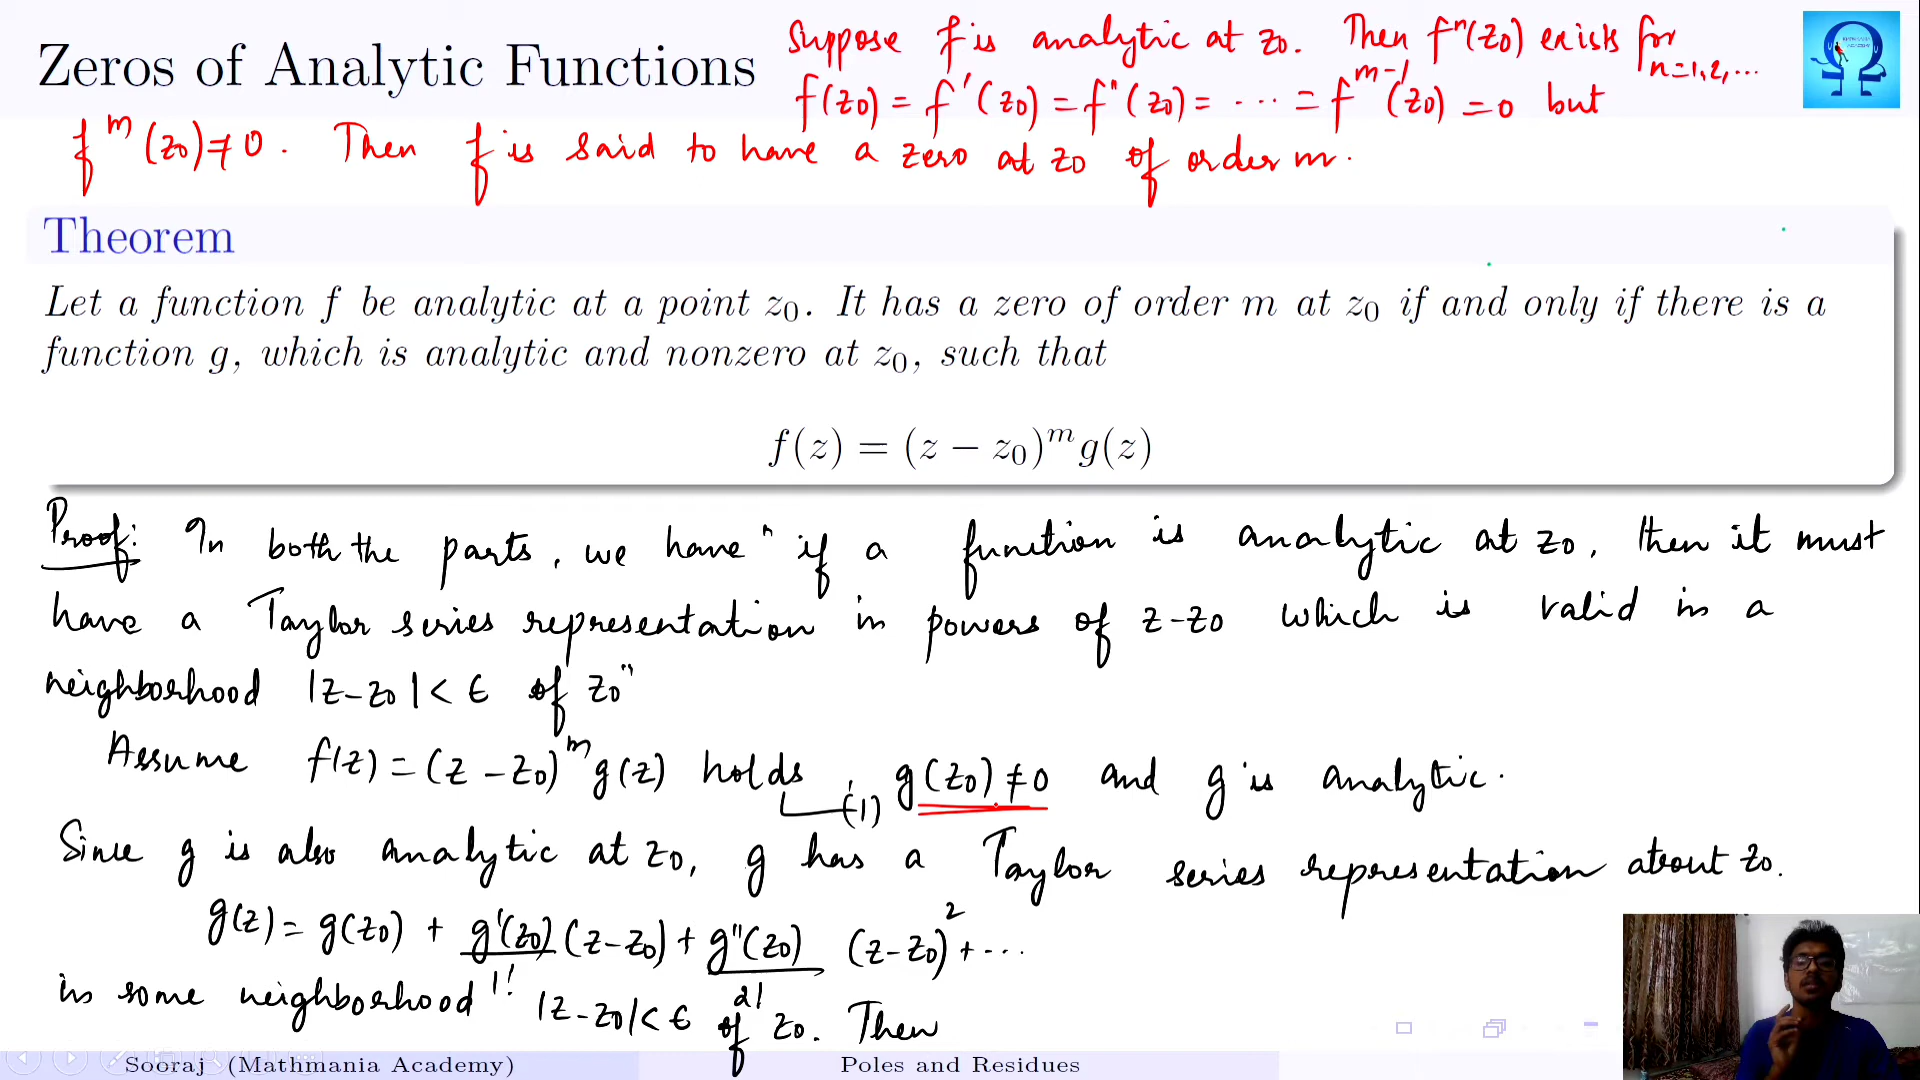 Zeros of Analytic Functions
Suppose f is analytic at z₀. Then fⁿ(z₀) exists for n=1,2,...
f(z₀) = f'(z₀) = f''(z₀) = ... = f^{m-1}(z₀) = 0 but
f^m(z₀) ≠ 0. Then f is said to have a zero at z₀ of order m.
Theorem
Let a function f be analytic at a point z₀. It has a zero of order m at z₀ if and only if there is a
function g, which is analytic and nonzero at z₀, such that
f(z) = (z − z₀)^m g(z)
Proof: In both the parts, we have "if a function is analytic at z₀, then it must
have a Taylor series representation in powers of z-z₀ which is valid in a
neighborhood |z-z₀| < ϵ of z₀"
Assume f(z) = (z-z₀)^m g(z) holds, g(z₀) ≠ 0 and g is analytic.
(1)
Since g is also analytic at z₀, g has a Taylor series representation about z₀.
g(z) = g(z₀) + g'(z₀)/1! (z-z₀) + g''(z₀)/2! (z-z₀)² + ...
in some neighborhood |z-z₀| < ϵ of z₀. Then
Sooraj (Mathmania Academy)
Poles and Residues